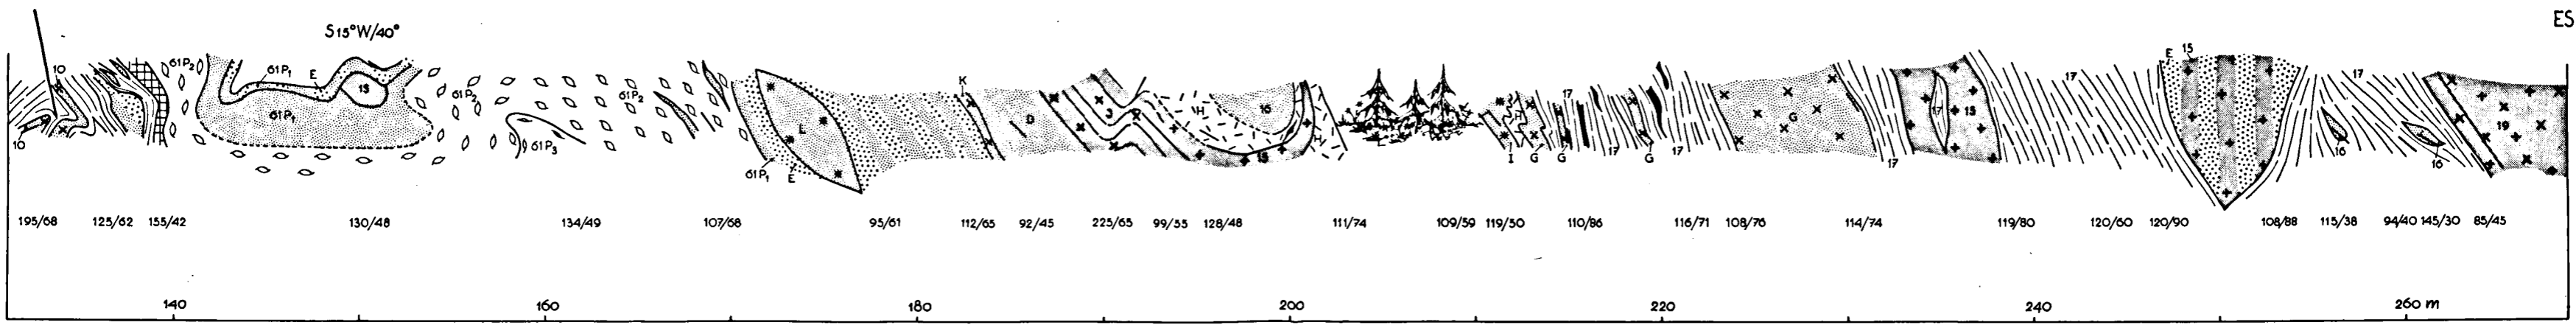 ES
S15°W/40°
10 61P₂ 61P₁ E 13 61P₁ 61P₂ 61P₂ K E 15
10 61P₃ 61P₁ E L D 3 H 16 15 H I G G 17 17 G 17 G 17 17 15 17 17 16 16 19
195/68 125/62 155/42 130/48 134/49 107/68 95/61 112/65 92/45 225/65 99/55 128/48 111/74 109/59 119/50 110/86 116/71 108/76 114/74 119/80 120/60 120/90 108/88 115/38 94/40 145/30 85/45
140 160 180 200 220 240 260 m